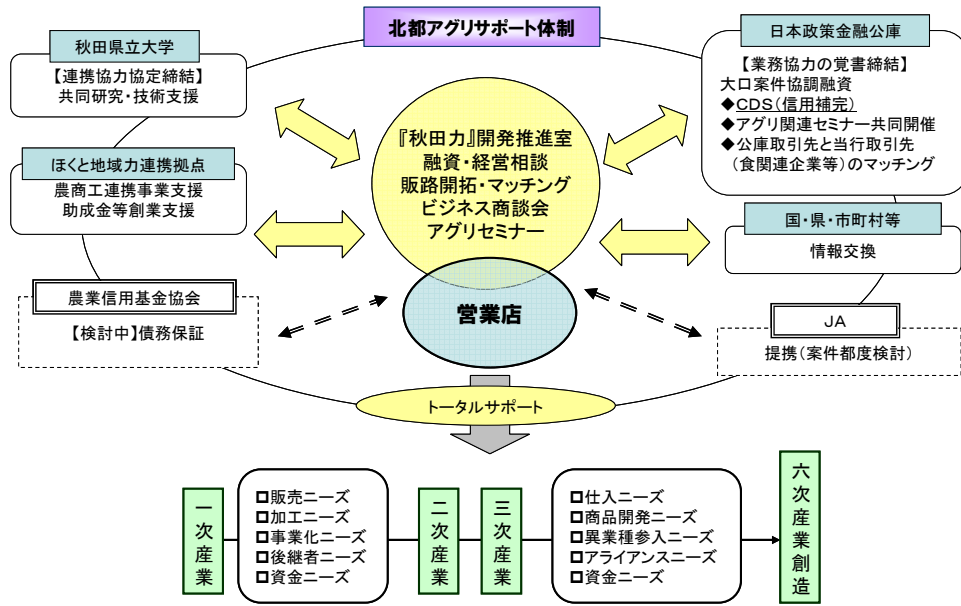 北都アグリサポート体制
秋田県立大学
【連携協力協定締結】
共同研究・技術支援
ほくと地域力連携拠点
農商工連携事業支援
助成金等創業支援
農業信用基金協会
【検討中】債務保証
『秋田力』開発推進室
融資・経営相談
販路開拓・マッチング
ビジネス商談会
アグリセミナー
営業店
日本政策金融公庫
【業務協力の覚書締結】
大口案件協調融資
◆CDS(信用補完)
◆アグリ関連セミナー共同開催
◆公庫取引先と当行取引先
(食関連企業等)のマッチング
国・県・市町村等
情報交換
JA
提携(案件都度検討)
トータルサポート
一次産業
販売ニーズ
加工ニーズ
事業化ニーズ
後継者ニーズ
資金ニーズ
二次産業
三次産業
仕入ニーズ
商品開発ニーズ
異業種参入ニーズ
アライアンスニーズ
資金ニーズ
六次産業創造